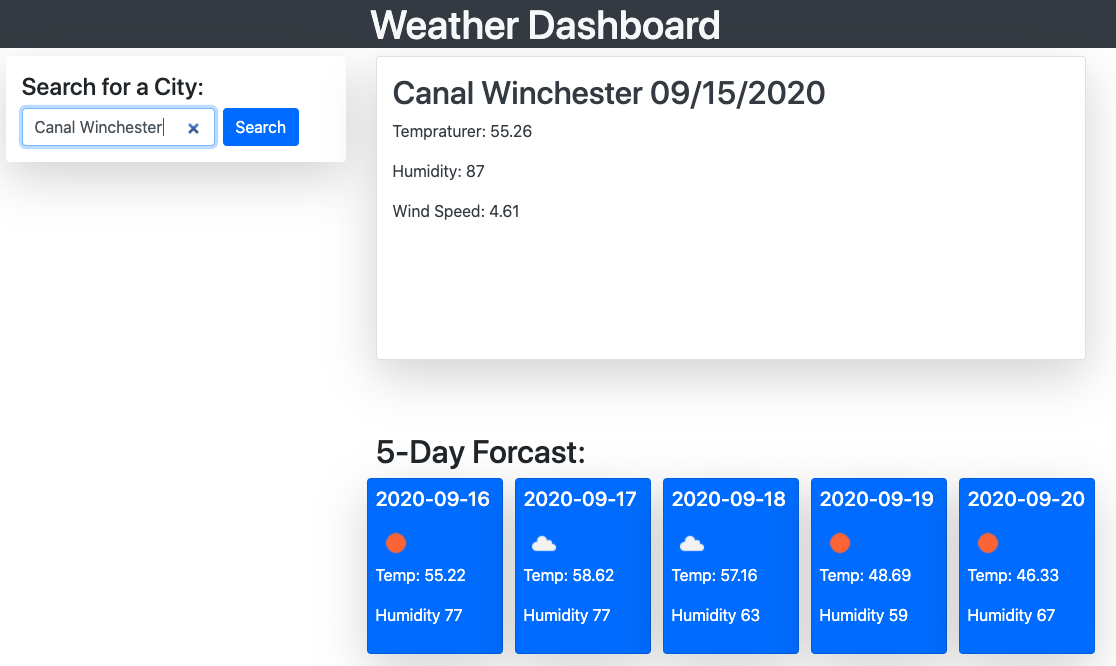 Weather Dashboard
Search for a City:
Canal Winchester
Search
Canal Winchester 09/15/2020
Tempraturer: 55.26
Humidity: 87
Wind Speed: 4.61
5-Day Forcast:
2020-09-16
Temp: 55.22
Humidity 77
2020-09-17
Temp: 58.62
Humidity 77
2020-09-18
Temp: 57.16
Humidity 63
2020-09-19
Temp: 48.69
Humidity 59
2020-09-20
Temp: 46.33
Humidity 67